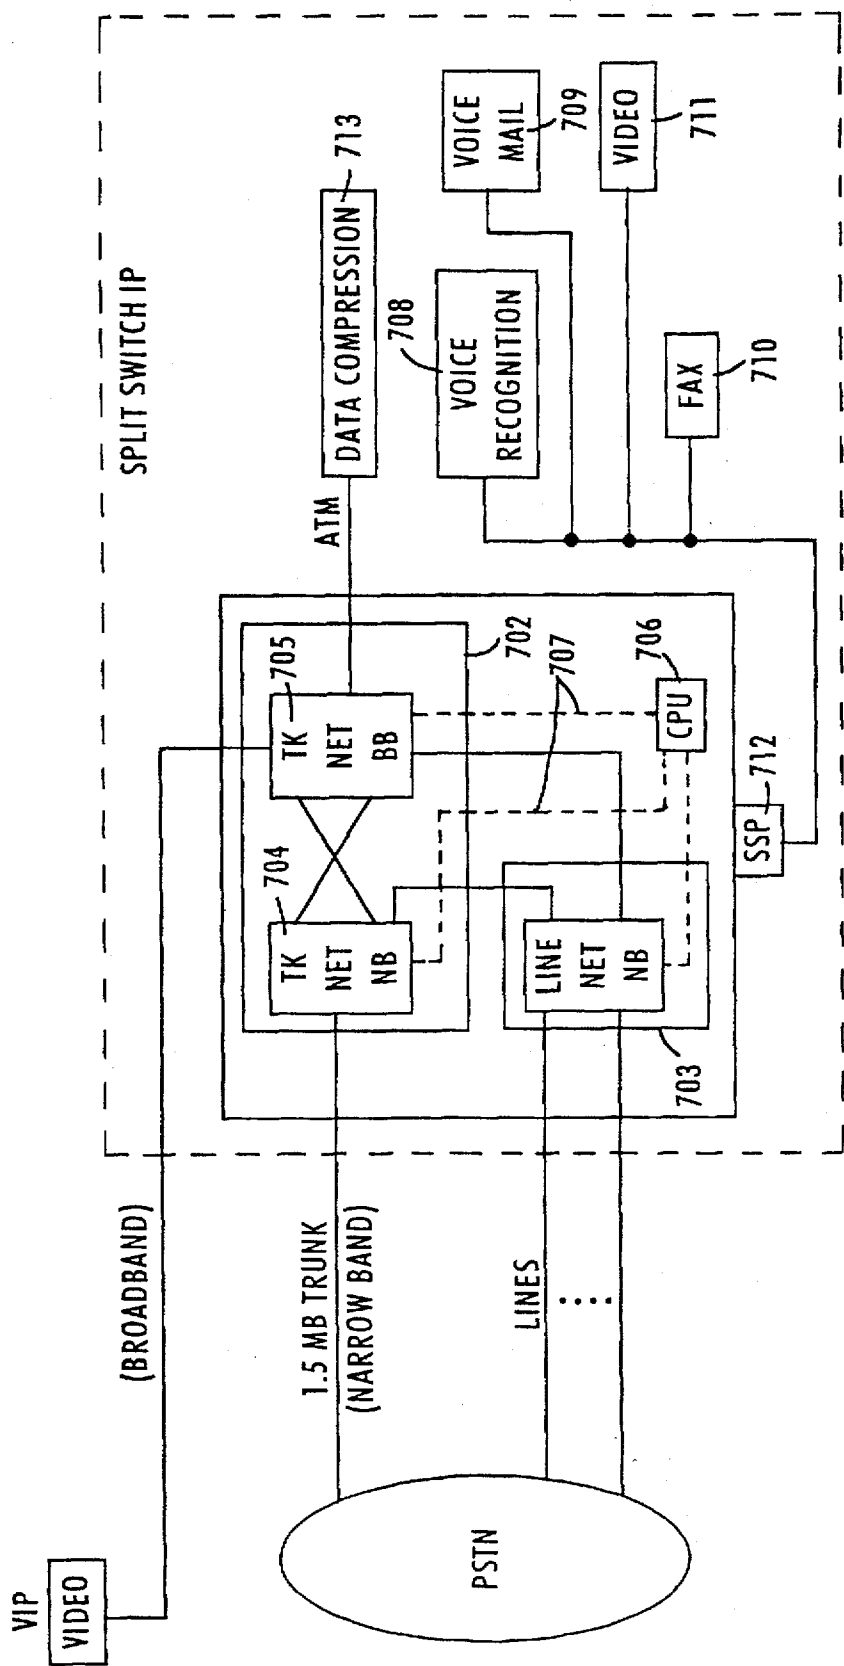 SPLIT SWITCH IP
VIP
VIDEO
(BROADBAND)
1.5 MB TRUNK
(NARROW BAND)
LINES
PSTN
TK
NET
NB
704
TK
NET
BB
705
702
ATM
DATA COMPRESSION
713
LINE
NET
NB
703
707
CPU
706
SSP
712
VOICE
RECOGNITION
708
VOICE
MAIL
709
VIDEO
711
FAX
710